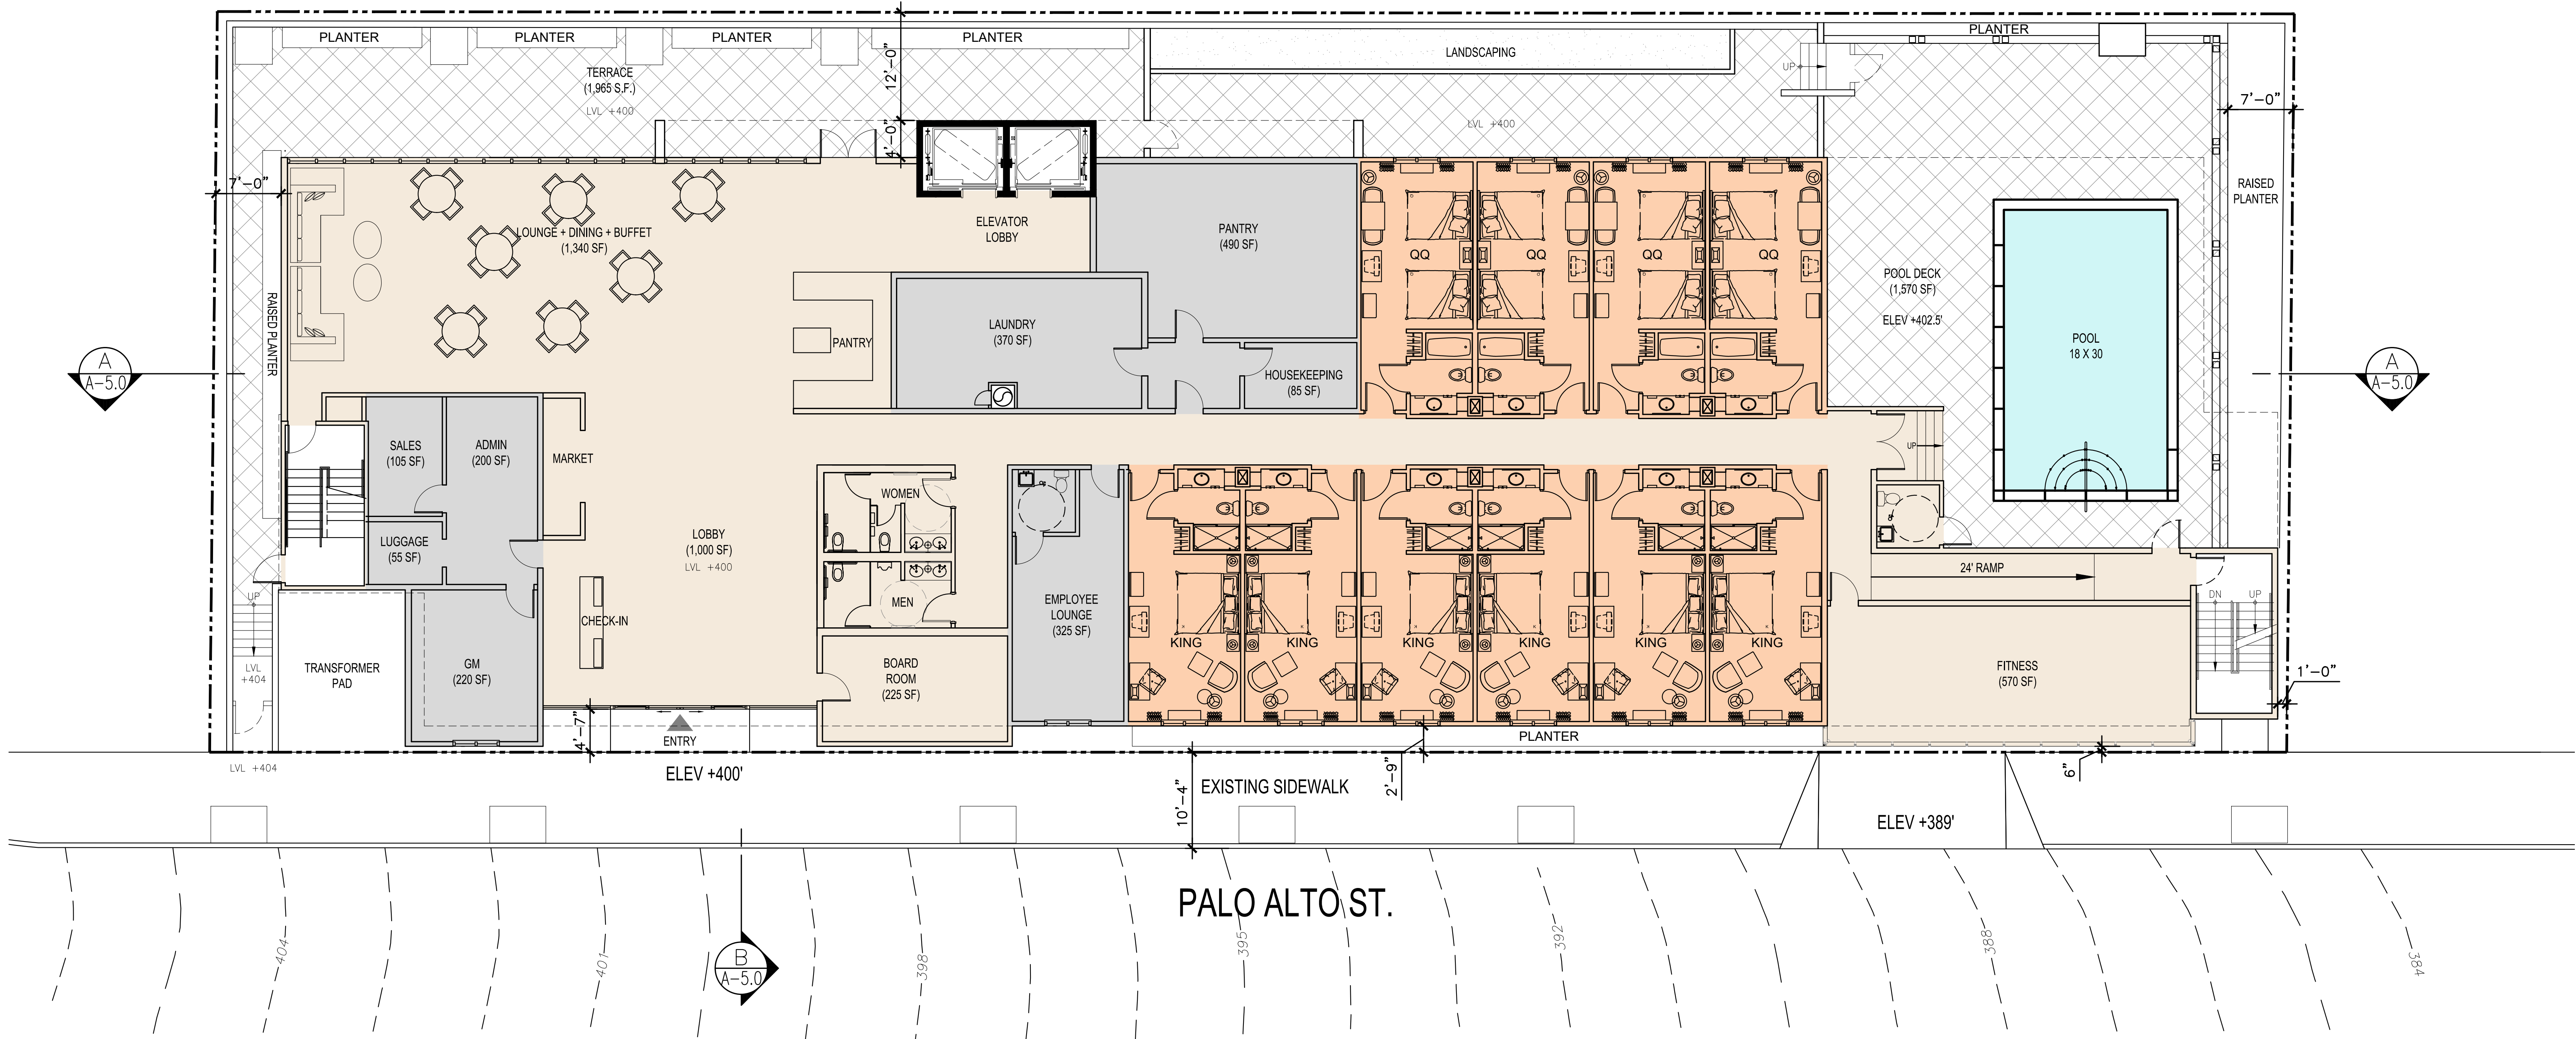 PLANTER
PLANTER
PLANTER
PLANTER
PLANTER
LANDSCAPING
TERRACE
(1,965 S.F.)
LVL +400
12'-0"
4'-0"
UP
LVL +400
7'-0"
7'-0"
RAISED
PLANTER
LOUNGE + DINING + BUFFET
(1,340 SF)
ELEVATOR
LOBBY
PANTRY
(490 SF)
QQ
QQ
QQ
QQ
POOL DECK
(1,570 SF)
ELEV +402.5'
RAISED PLANTER
PANTRY
LAUNDRY
(370 SF)
HOUSEKEEPING
(85 SF)
POOL
18 X 30
A
A-5.0
A
A-5.0
SALES
(105 SF)
ADMIN
(200 SF)
MARKET
UP
WOMEN
LUGGAGE
(55 SF)
LOBBY
(1,000 SF)
LVL +400
MEN
EMPLOYEE
LOUNGE
(325 SF)
24' RAMP
UP
DN
UP
CHECK-IN
KING
KING
KING
KING
KING
KING
LVL
+404
TRANSFORMER
PAD
GM
(220 SF)
BOARD
ROOM
(225 SF)
FITNESS
(570 SF)
1'-0"
4'-7"
ENTRY
PLANTER
LVL +404
ELEV +400'
EXISTING SIDEWALK
2'-9"
6"
10'-4"
ELEV +389'
PALO ALTO ST.
404
401
398
395
392
388
384
B
A-5.0